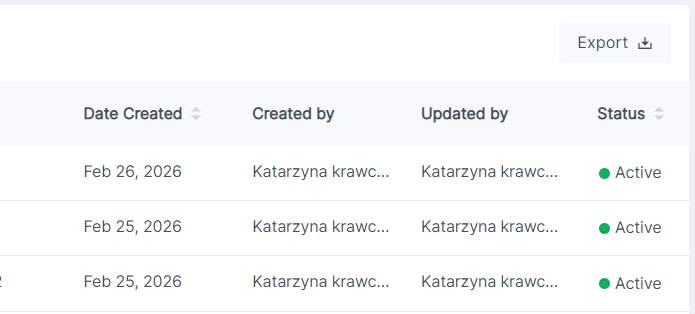 Export
Date Created Created by Updated by Status
Feb 26, 2026 Katarzyna krawc... Katarzyna krawc... Active
Feb 25, 2026 Katarzyna krawc... Katarzyna krawc... Active
Feb 25, 2026 Katarzyna krawc... Katarzyna krawc... Active